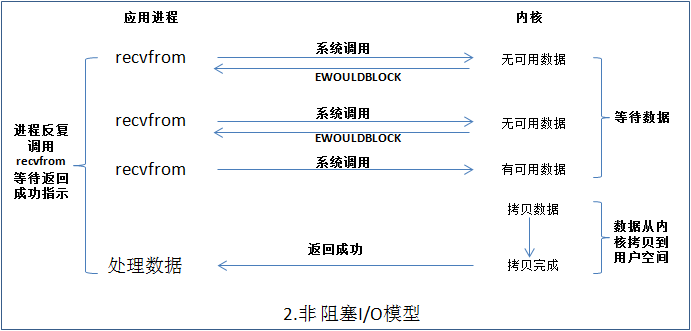 应用进程
内核
recvfrom
系统调用
无可用数据
EWOULDBLOCK
recvfrom
系统调用
无可用数据
EWOULDBLOCK
recvfrom
系统调用
有可用数据
进程反复
调用
recvfrom
等待返回
成功指示
等待数据
拷贝数据
返回成功
处理数据
拷贝完成
数据从内
核拷贝到
用户空间
2.非 阻塞I/O模型